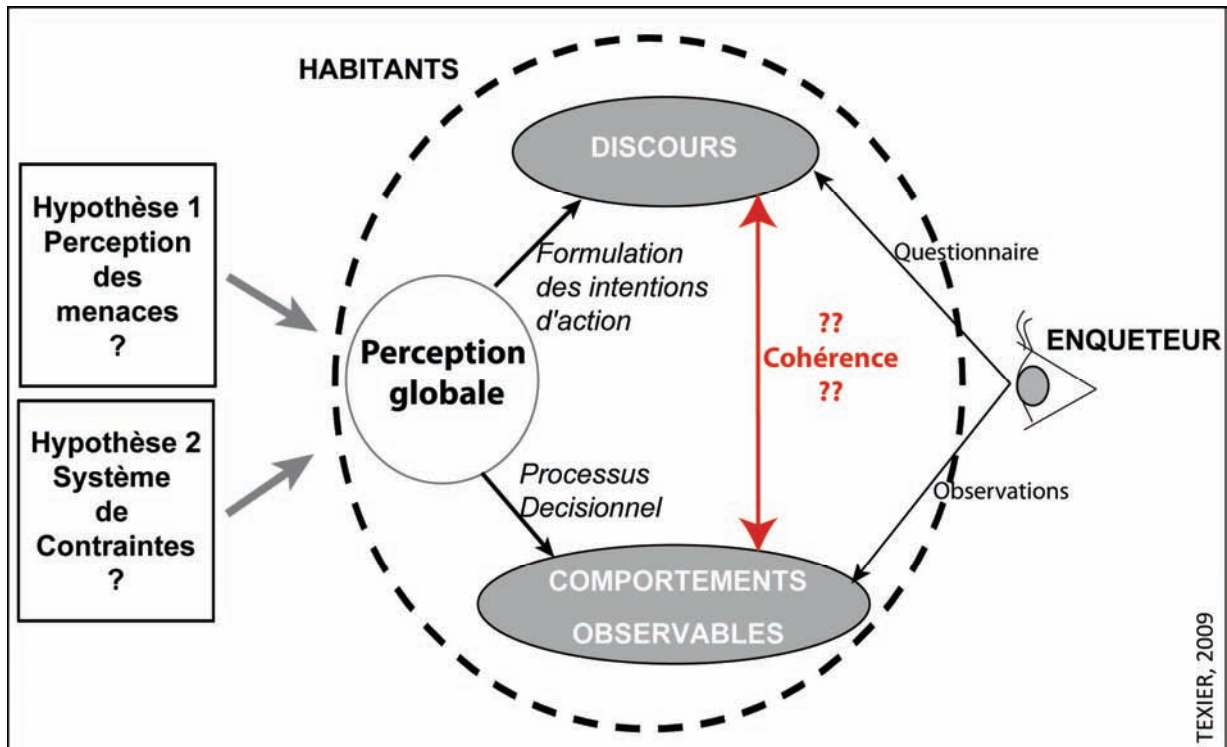 HABITANTS
DISCOURS
Hypothèse 1
Perception
des
menaces
?
Formulation
des intentions
d'action
Questionnaire
Perception
globale
??
Cohérence
??
ENQUETEUR
Hypothèse 2
Système
de
Contraintes
?
Processus
Decisionnel
Observations
COMPORTEMENTS
OBSERVABLES
TEXIER, 2009